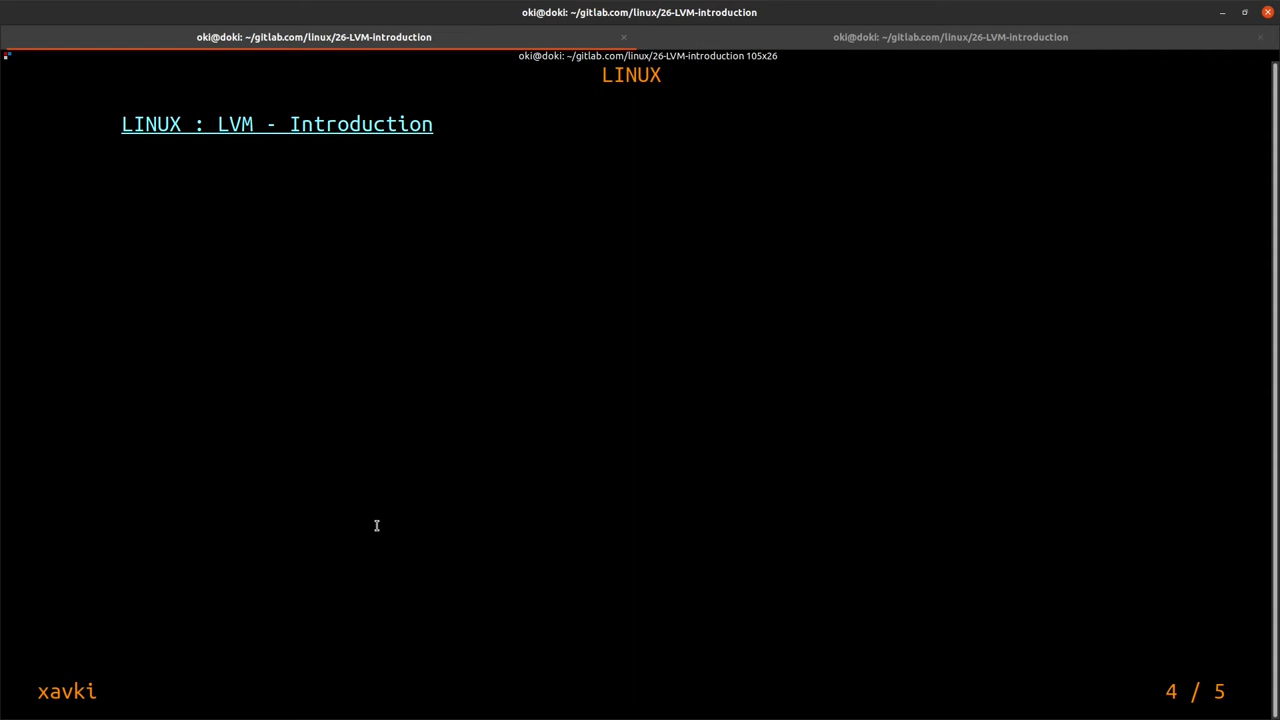 oki@doki: ~/gitlab.com/linux/26-LVM-introduction
oki@doki: ~/gitlab.com/linux/26-LVM-introduction
oki@doki: ~/gitlab.com/linux/26-LVM-introduction
oki@doki: ~/gitlab.com/linux/26-LVM-introduction 105x26
LINUX
LINUX : LVM - Introduction
xavki
4 / 5